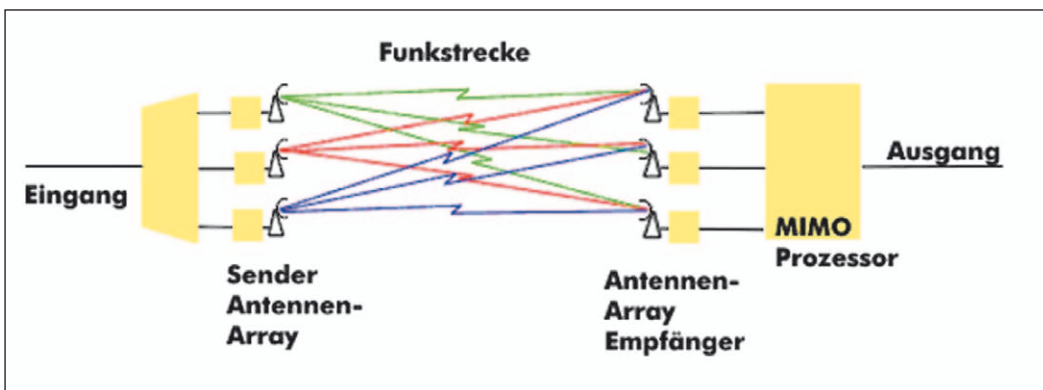 Funkstrecke
Eingang
Ausgang
MIMO
Prozessor
Sender
Antennen-
Array
Antennen-
Array
Empfänger